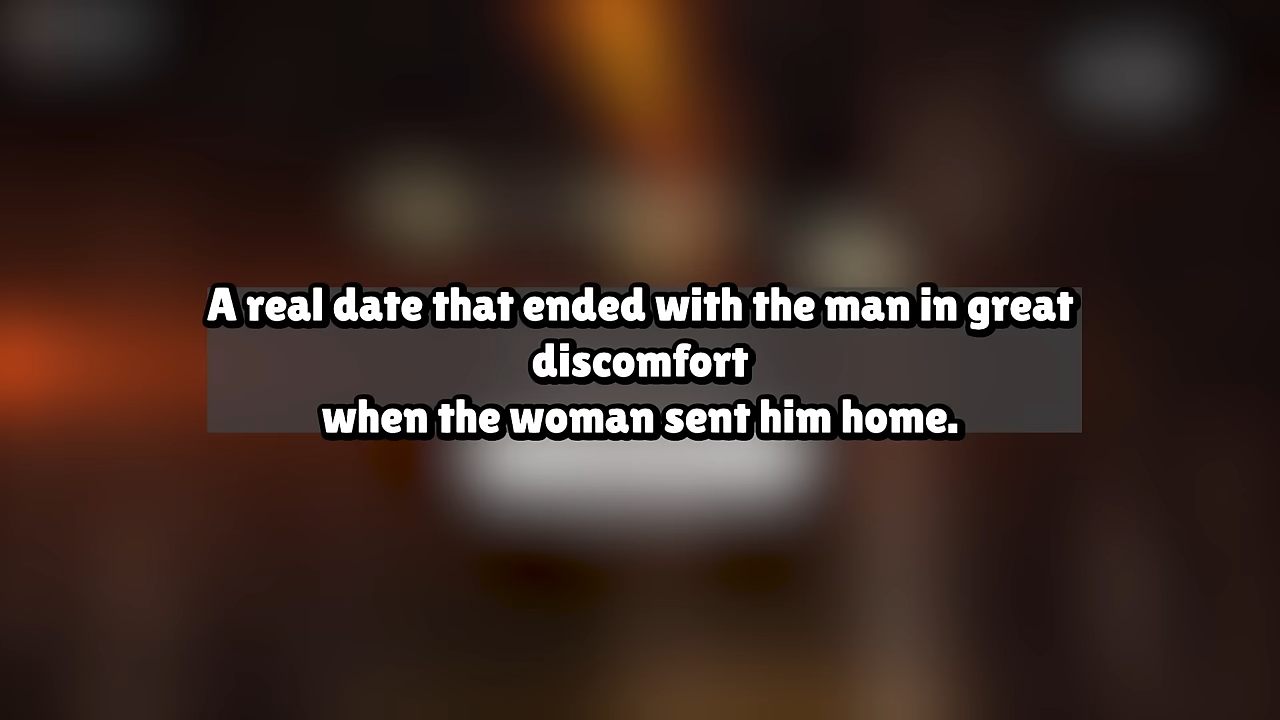 A real date that ended with the man in great
discomfort
when the woman sent him home.